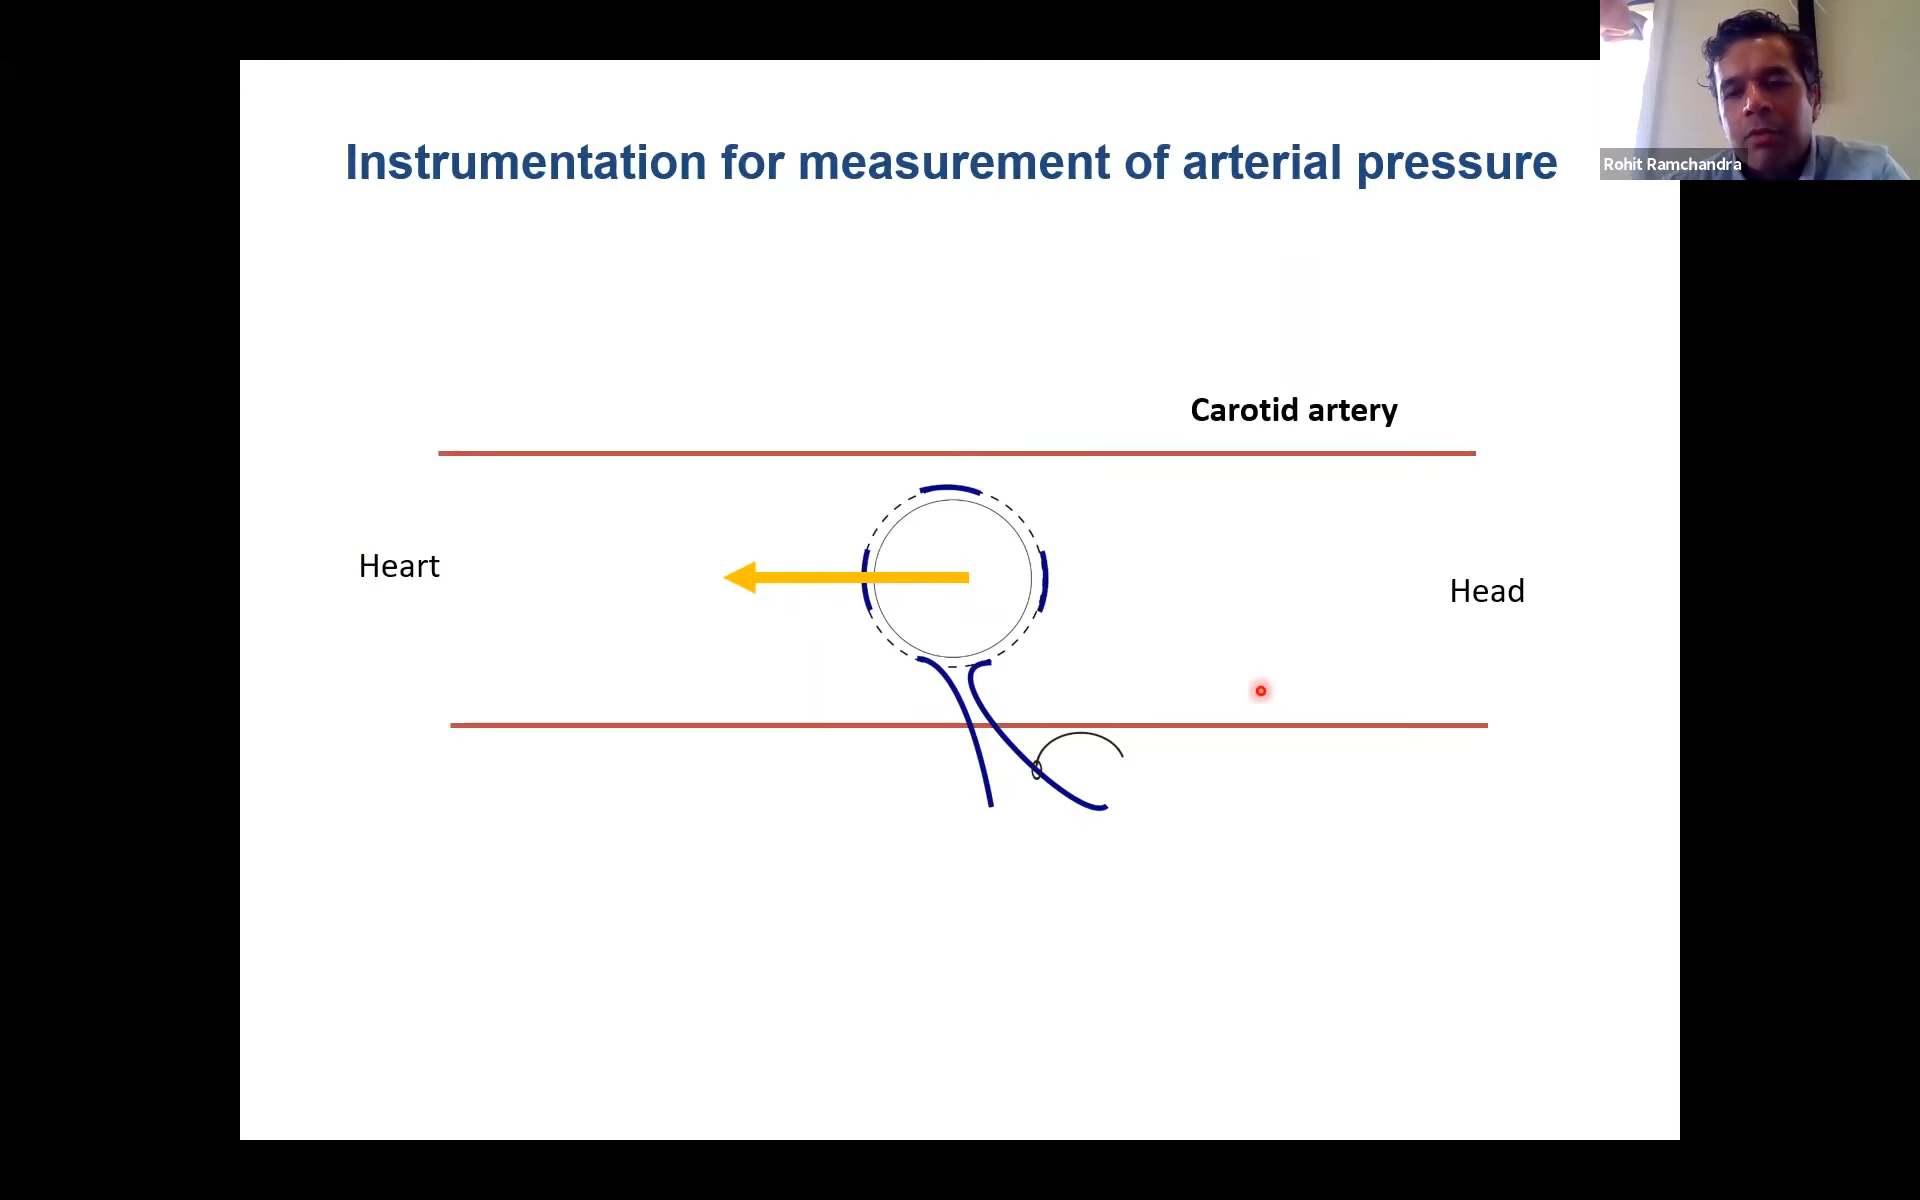 Instrumentation for measurement of arterial pressure
Rohit Ramchandra
Carotid artery
Heart
Head